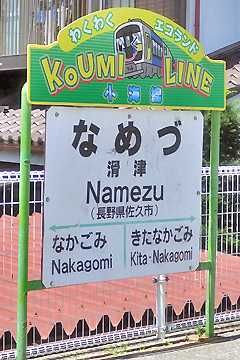 わくわく エコランド
KOUMI LINE
小海線
なめづ
滑津
Namezu
(長野県佐久市)
なかごみ きたなかごみ
Nakagomi Kita-Nakagomi